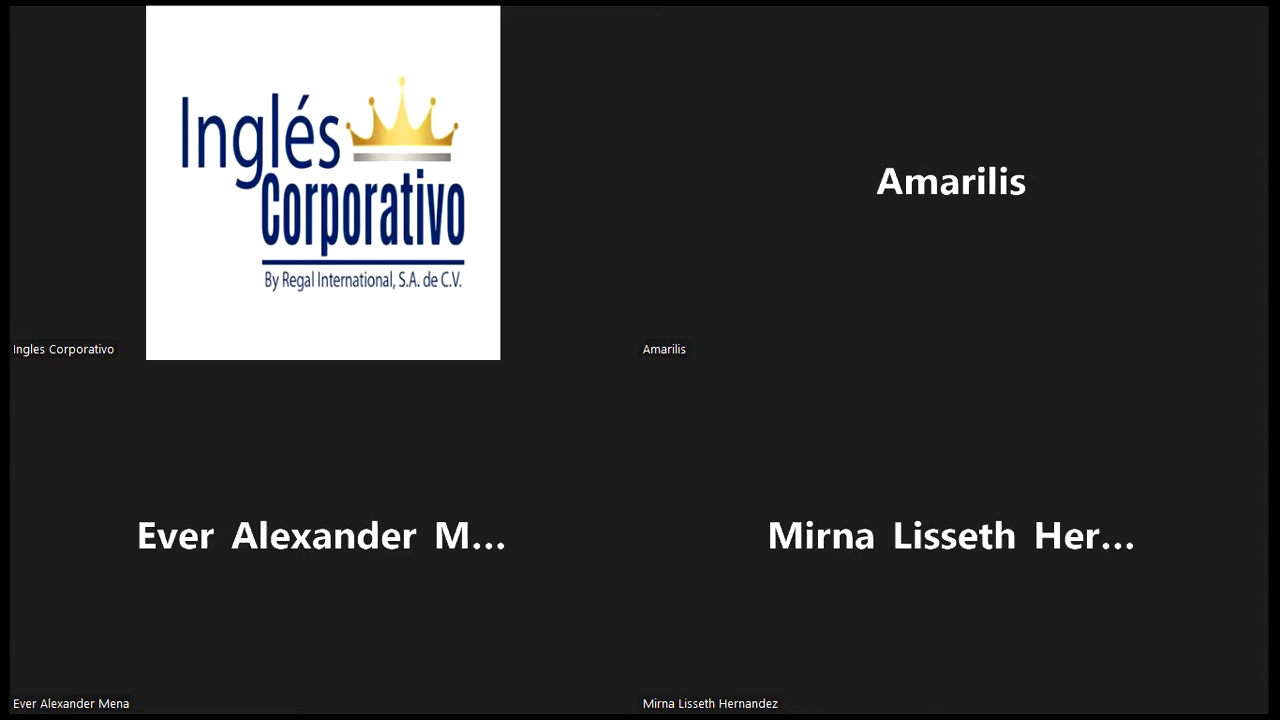 Inglés
Corporativo
By Regal International, S.A. de C.V.
Ingles Corporativo
Amarilis
Amarilis
Ever Alexander M...
Ever Alexander Mena
Mirna Lisseth Her...
Mirna Lisseth Hernandez